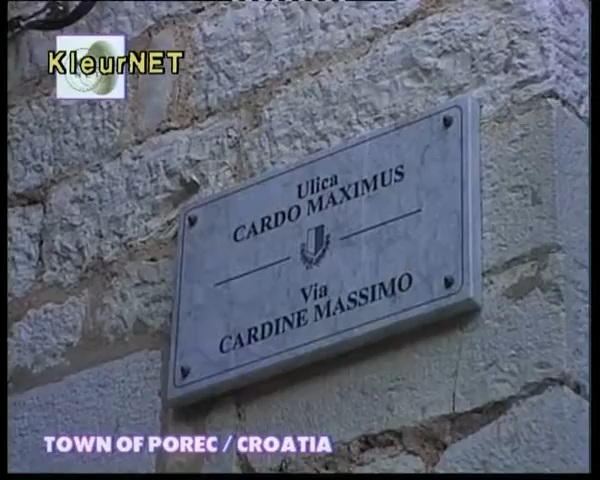 KleurNET
Ulica
CARDO MAXIMUS
Via
CARDINE MASSIMO
TOWN OF POREC / CROATIA